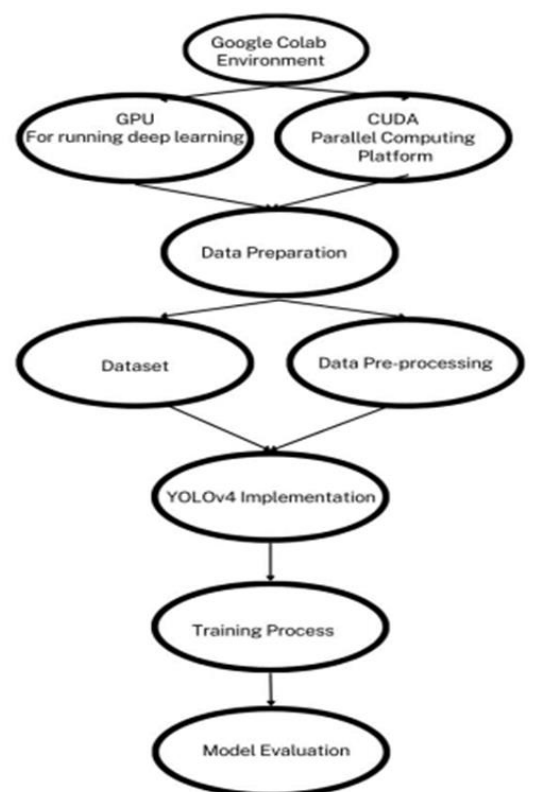 Google Colab
Environment
GPU
For running deep learning
CUDA
Parallel Computing
Platform
Data Preparation
Dataset
Data Pre-processing
YOLOv4 Implementation
Training Process
Model Evaluation